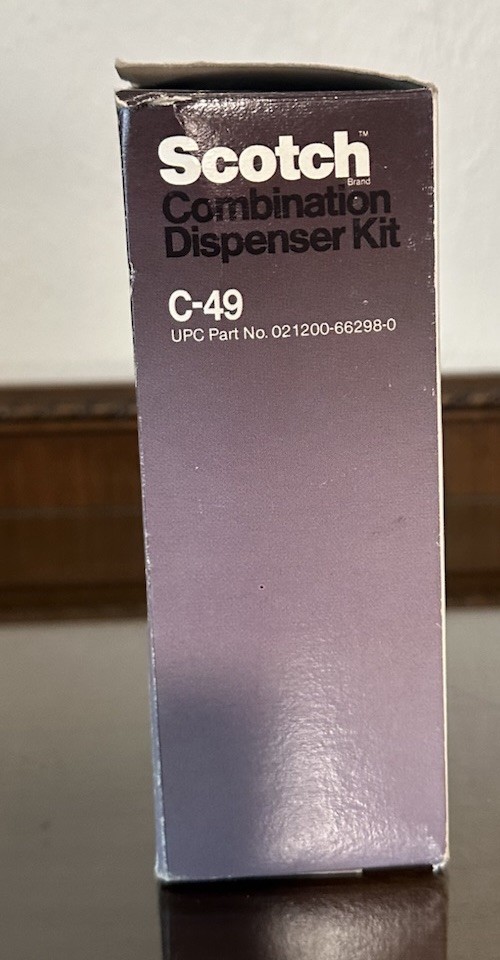 Scotch™
Brand
Combination
Dispenser Kit
C-49
UPC Part No. 021200-66298-0